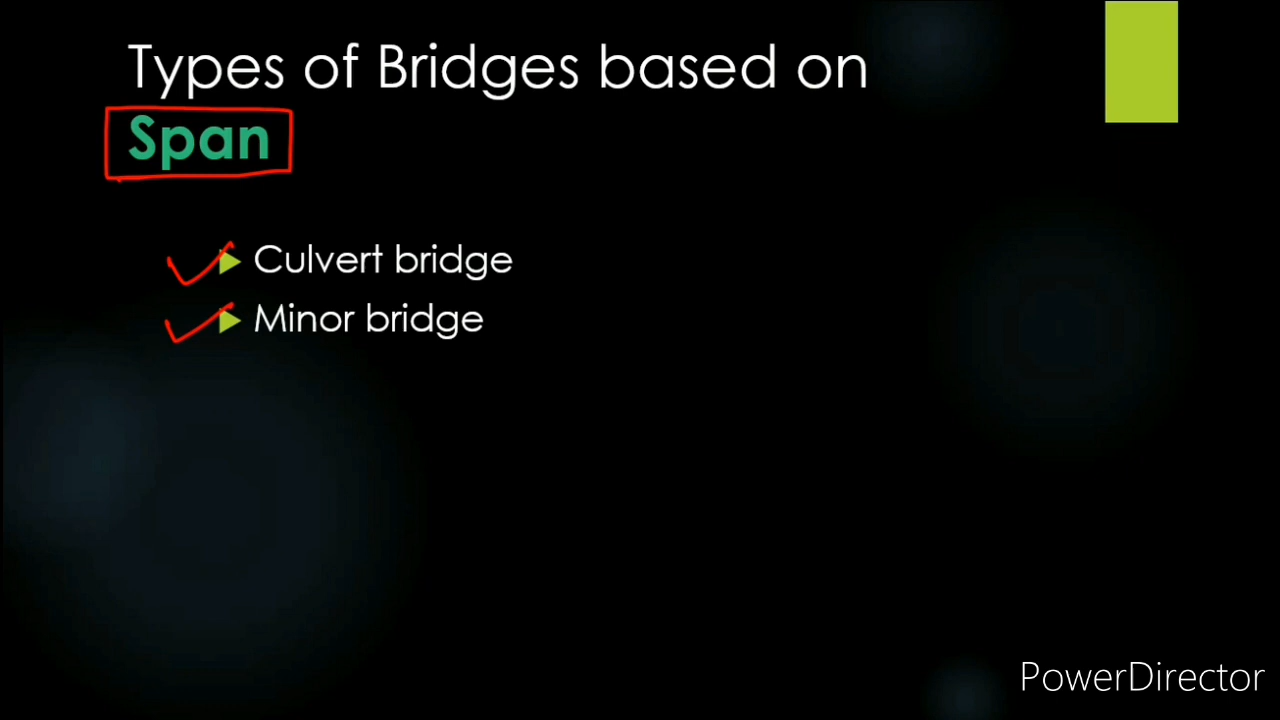 Types of Bridges based on
Span
Culvert bridge
Minor bridge
PowerDirector